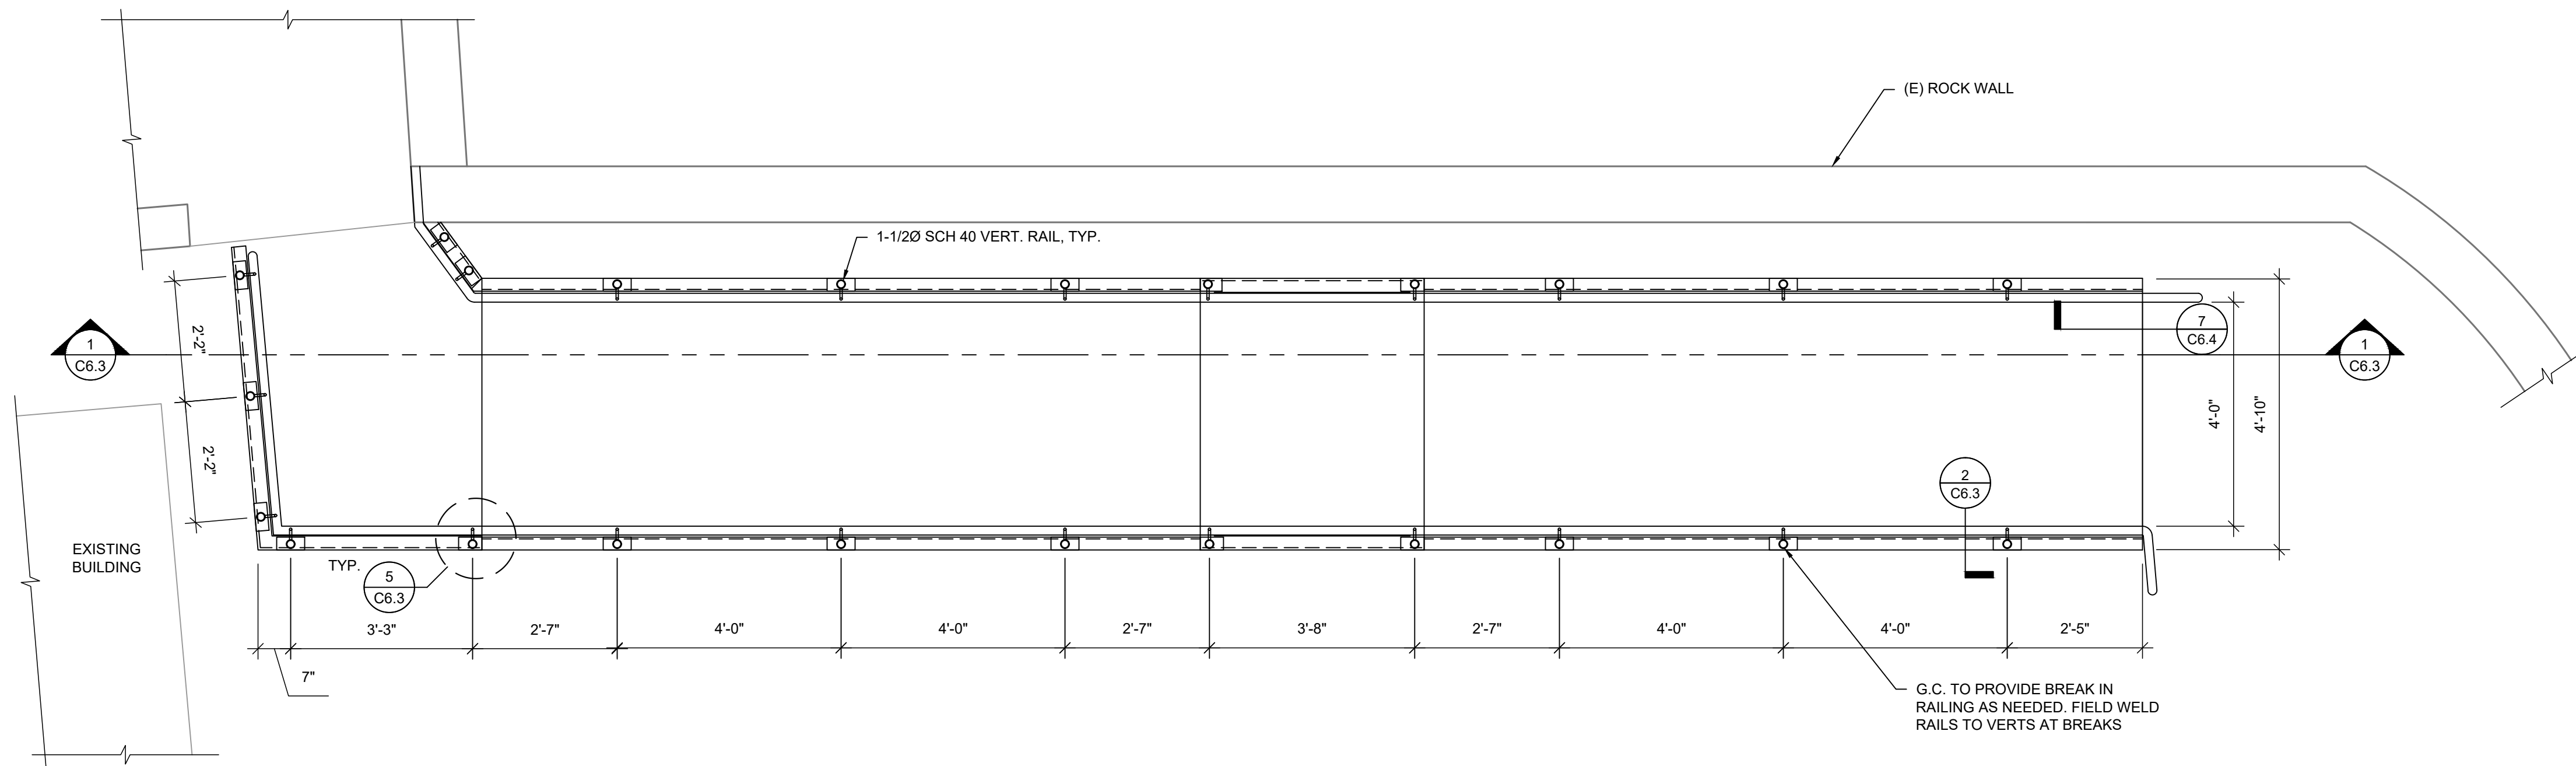 (E) ROCK WALL
1-1/2Ø SCH 40 VERT. RAIL, TYP.
2'-2"
1
C6.3
7
C6.4
1
C6.3
2'-2"
4'-0"
4'-10"
2
C6.3
EXISTING
BUILDING
TYP.
5
C6.3
3'-3"
2'-7"
4'-0"
4'-0"
2'-7"
3'-8"
2'-7"
4'-0"
4'-0"
2'-5"
7"
G.C. TO PROVIDE BREAK IN
RAILING AS NEEDED. FIELD WELD
RAILS TO VERTS AT BREAKS